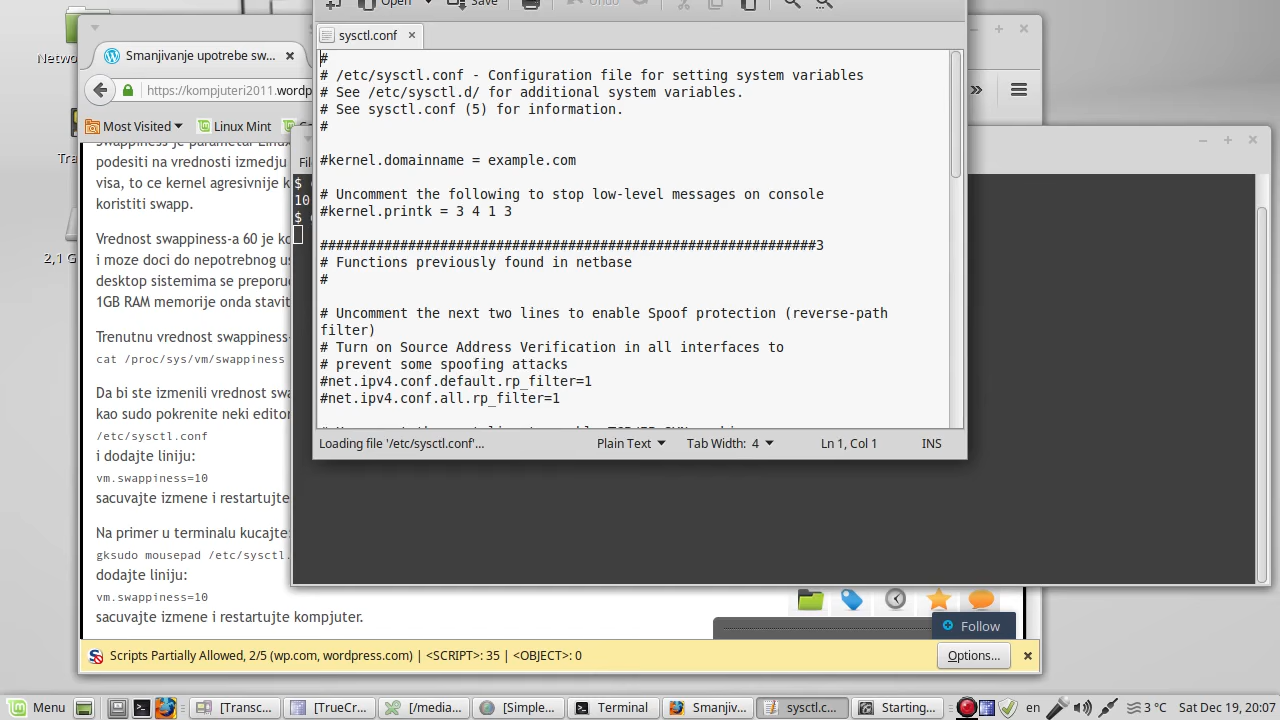 Netwo
Tra
2,1 G
Smanjivanje upotrebe sw...
https://kompjuteri2011.wordp
Most Visited
Linux Mint
podesiti na vrednosti izmedju
visa, to ce kernel agresivnije k
koristiti swapp.
Vrednost swappiness-a 60 je ko
i moze doci do nepotrebnog us
desktop sistemima se preporuc
1GB RAM memorije onda stavit
Trenutnu vrednost swappiness-
cat /proc/sys/vm/swappiness
Da bi ste izmenili vrednost swa
kao sudo pokrenite neki editor
/etc/sysctl.conf
i dodajte liniju:
vm.swappiness=10
sacuvajte izmene i restartujte
Na primer u terminalu kucajte
gksudo mousepad /etc/sysctl.
dodajte liniju:
vm.swappiness=10
sacuvajte izmene i restartujte kompjuter.
Follow
Scripts Partially Allowed, 2/5 (wp.com, wordpress.com) | <SCRIPT>: 35 | <OBJECT>: 0
Options...
$
10
$
Open
Save
Undo
sysctl.conf
#
# /etc/sysctl.conf - Configuration file for setting system variables
# See /etc/sysctl.d/ for additional system variables.
# See sysctl.conf (5) for information.
#
#kernel.domainname = example.com
# Uncomment the following to stop low-level messages on console
#kernel.printk = 3 4 1 3
##############################################################3
# Functions previously found in netbase
#
# Uncomment the next two lines to enable Spoof protection (reverse-path
filter)
# Turn on Source Address Verification in all interfaces to
# prevent some spoofing attacks
#net.ipv4.conf.default.rp_filter=1
#net.ipv4.conf.all.rp_filter=1
Loading file '/etc/sysctl.conf'...
Plain Text
Tab Width: 4
Ln 1, Col 1
INS
Menu
[Transc...
[TrueCr...
[/media...
[Simple...
Terminal
Smanjiv...
sysctl.c...
Starting...
en
3 °C
Sat Dec 19, 20:07